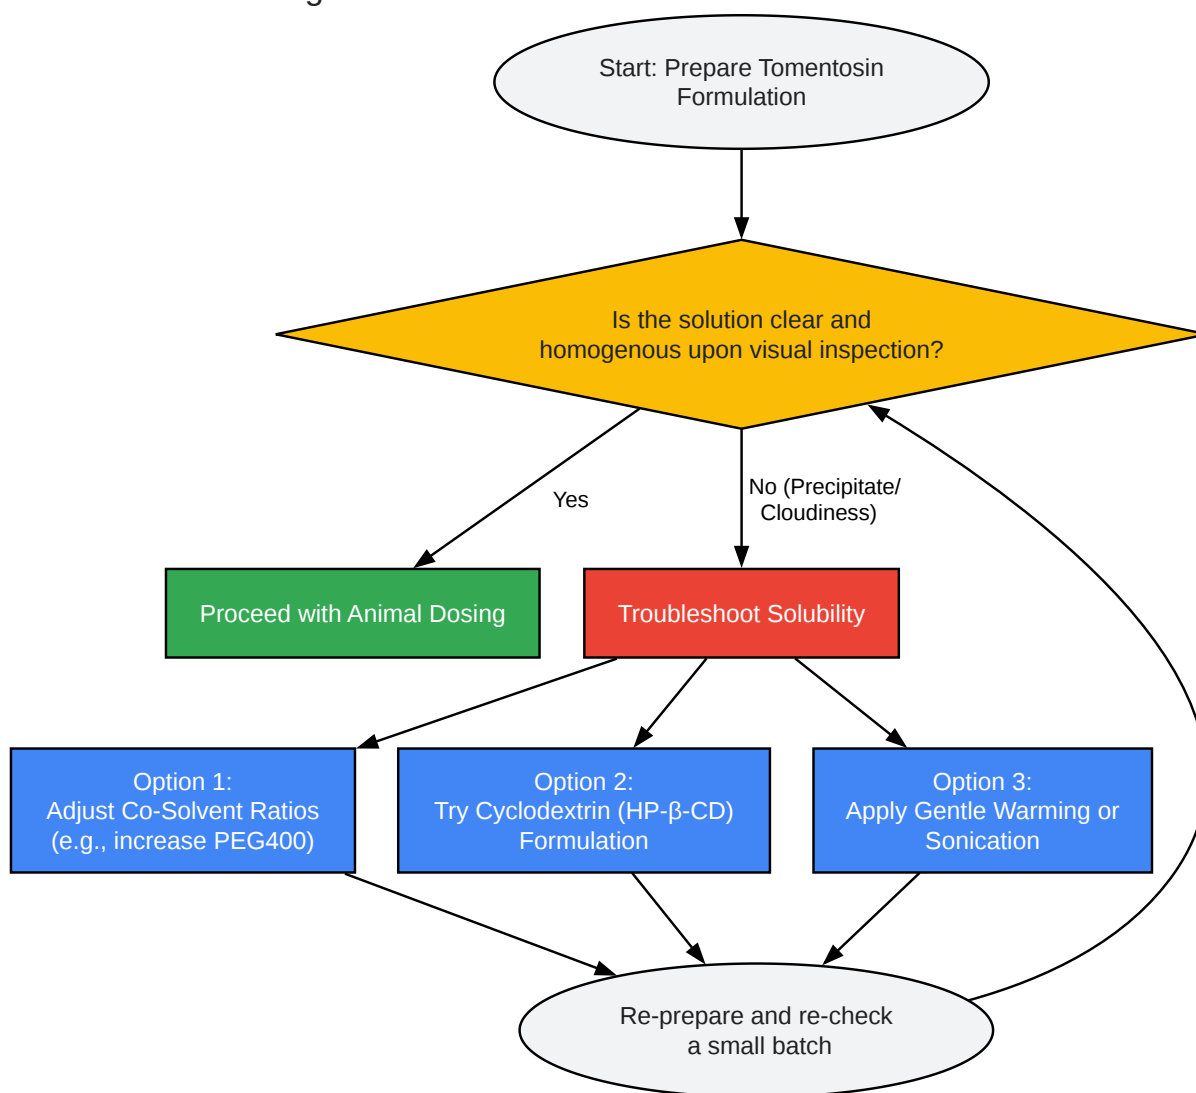 Start: Prepare Tomentosin
Formulation
Is the solution clear and
homogenous upon visual inspection?
Yes
No (Precipitate/
Cloudiness)
Proceed with Animal Dosing
Troubleshoot Solubility
Option 1:
Adjust Co-Solvent Ratios
(e.g., increase PEG400)
Option 2:
Try Cyclodextrin (HP-β-CD)
Formulation
Option 3:
Apply Gentle Warming or
Sonication
Re-prepare and re-check
a small batch